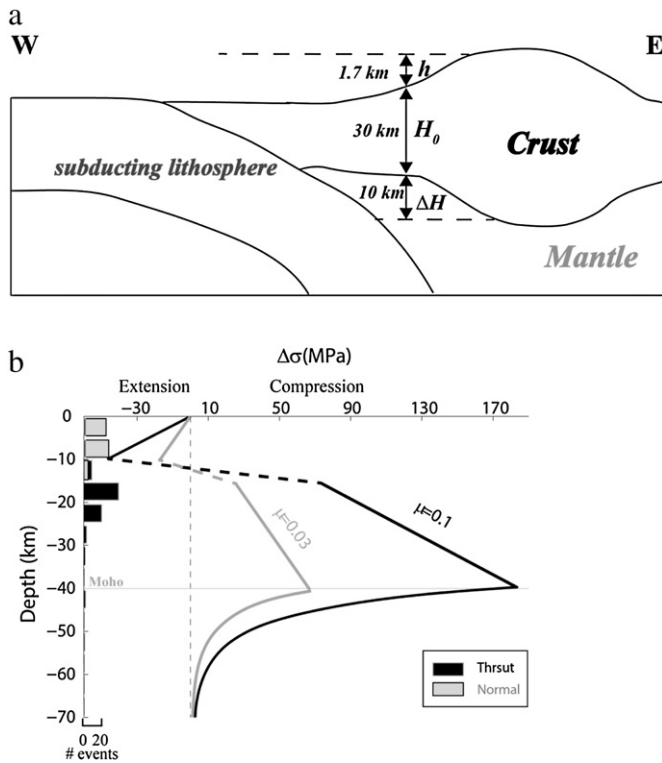 a
W E
1.7 km h
30 km H₀ Crust
subducting lithosphere
10 km ΔH
Mantle
b
Δσ(MPa)
Extension Compression
−30 10 50 90 130 170
0
−10
−20
−30
−40
−50
−60
−70
Depth (km)
μ=0.03
μ=0.1
Moho
Thrsut
Normal
0 20
# events